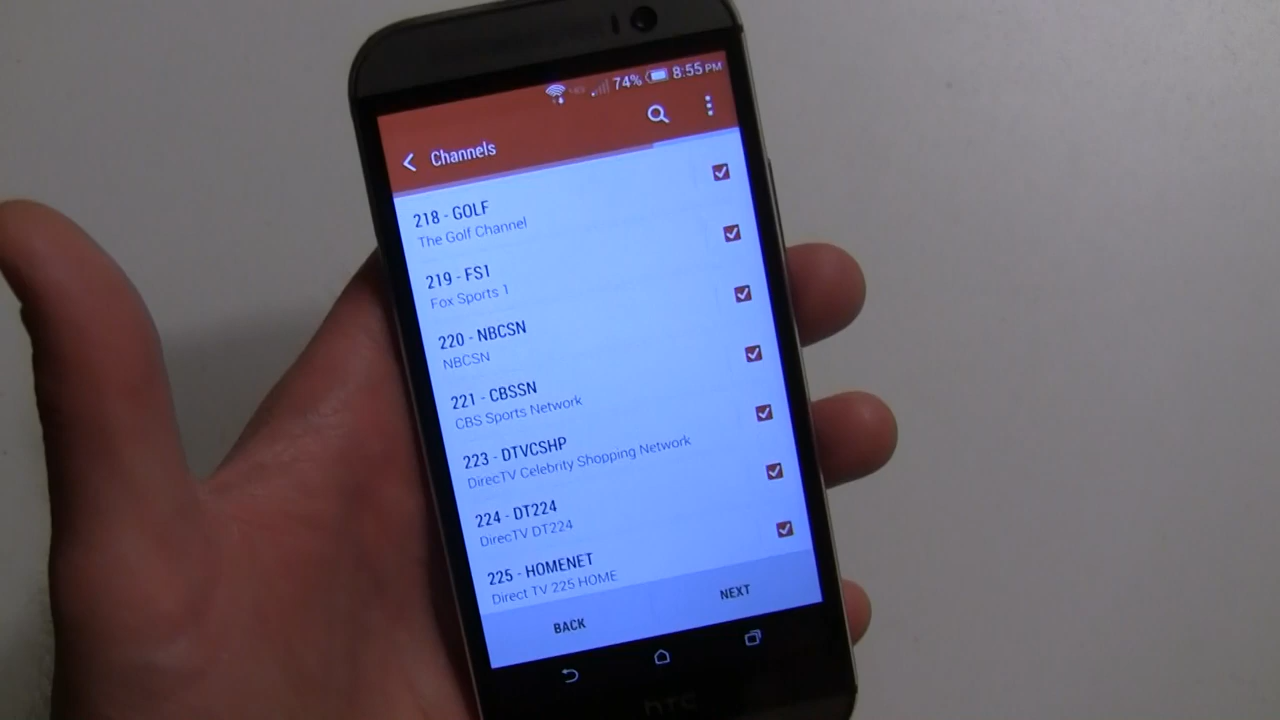 74% 8:55 PM
Channels
218 - GOLF
The Golf Channel
219 - FS1
Fox Sports 1
220 - NBCSN
NBCSN
221 - CBSSN
CBS Sports Network
223 - DTVCSHP
DirecTV Celebrity Shopping Network
224 - DT224
DirecTV DT224
225 - HOMENET
Direct TV 225 HOME
BACK NEXT
hTC